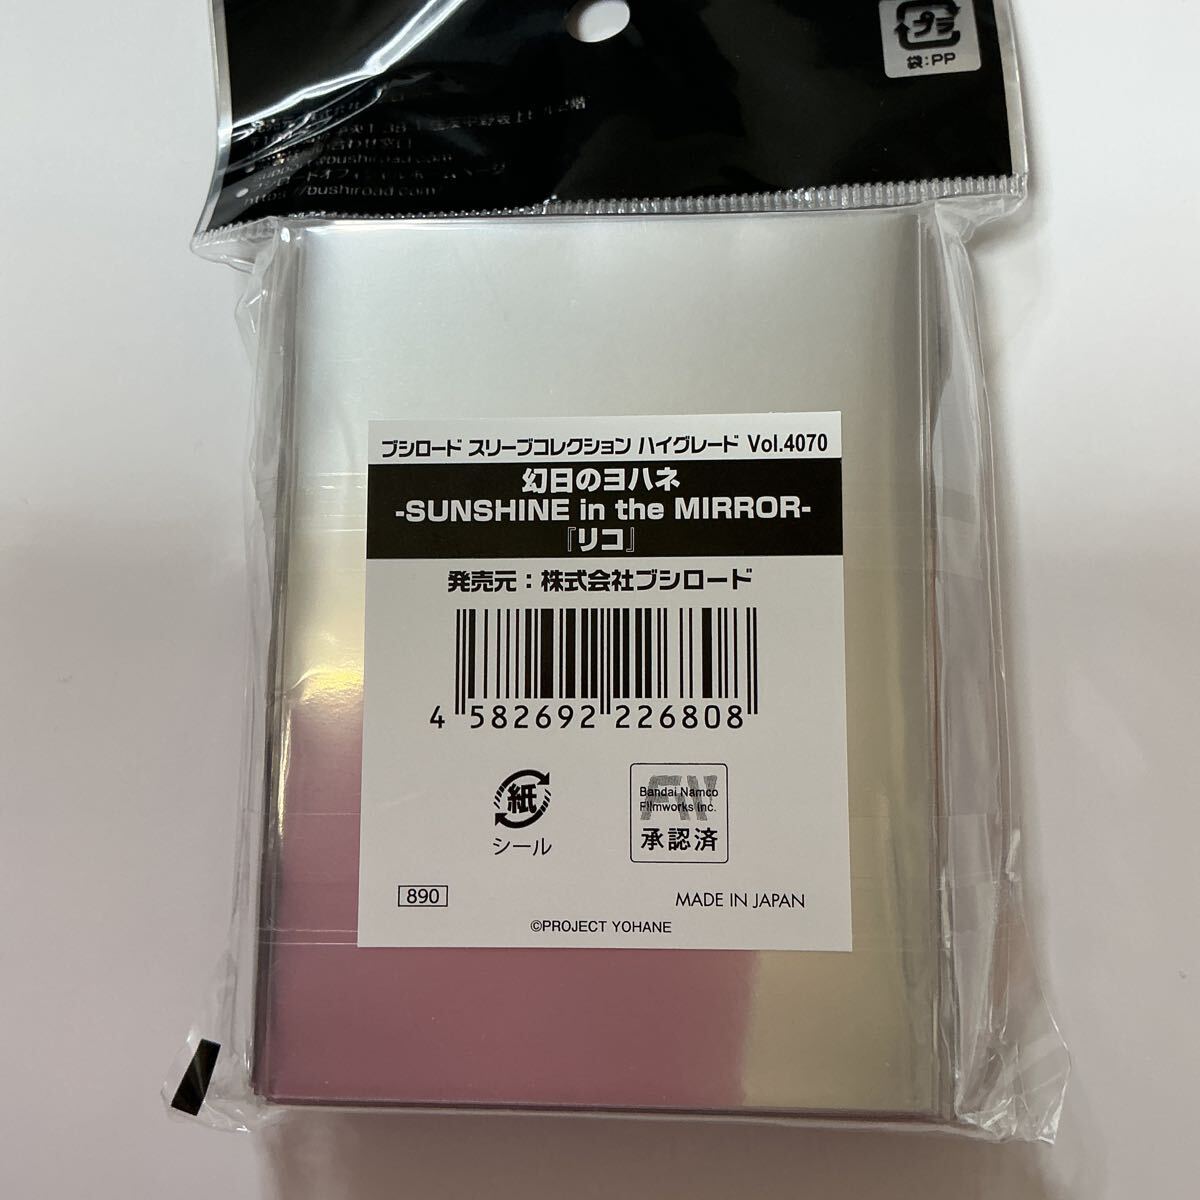 プラ
袋:PP
https://bushiroad.com/
ブシロード スリーブコレクション ハイグレード Vol.4070
幻日のヨハネ
-SUNSHINE in the MIRROR-
『リコ』
発売元:株式会社ブシロード
4 582692 226808
紙
シール
Bandai Namco
Filmworks Inc.
承認済
890
MADE IN JAPAN
©PROJECT YOHANE